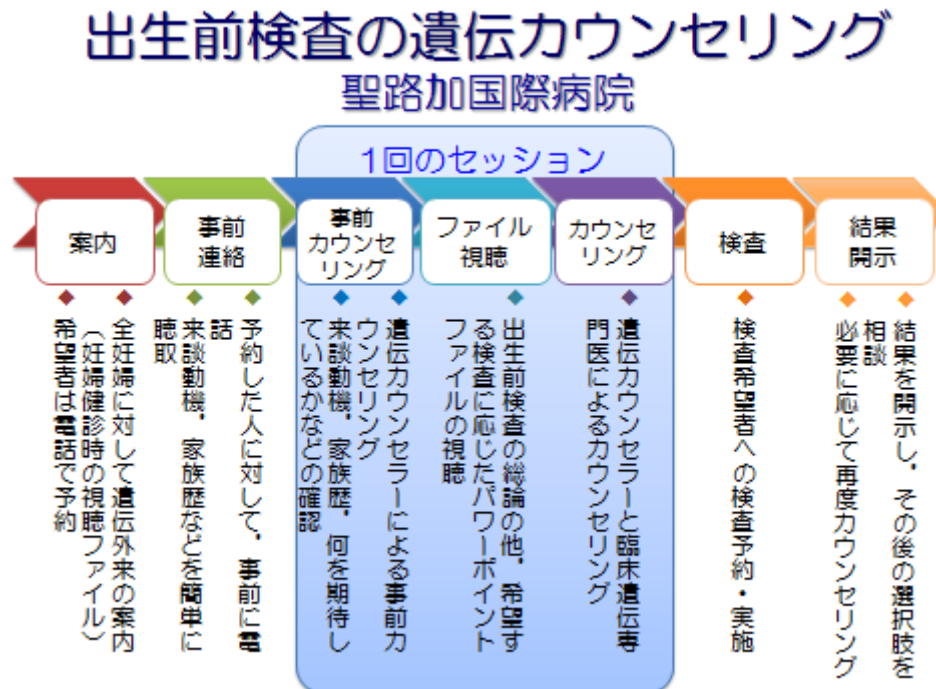 出生前検査の遺伝カウンセリング
聖路加国際病院
1回のセッション
案内
事前
連絡
事前
カウンセ
リング
ファイル
視聴
カウンセ
リング
検査
結果
開示
全妊婦に対して遺伝外来の案内
（妊婦健診時の視聴ファイル）
希望者は電話で予約
予約した人に対して，事前に電
話
来談動機，家族歴などを簡単に
聴取
遺伝カウンセラーによる事前カ
ウンセリング
来談動機，家族歴，何を期待し
ているかなどの確認
出生前検査の総論の他，希望す
る検査に応じたパワーポイント
ファイルの視聴
遺伝カウンセラーと臨床遺伝専
門医によるカウンセリング
検査希望者への検査予約・実施
結果を開示し，その後の選択肢を
相談
必要に応じて再度カウンセリング